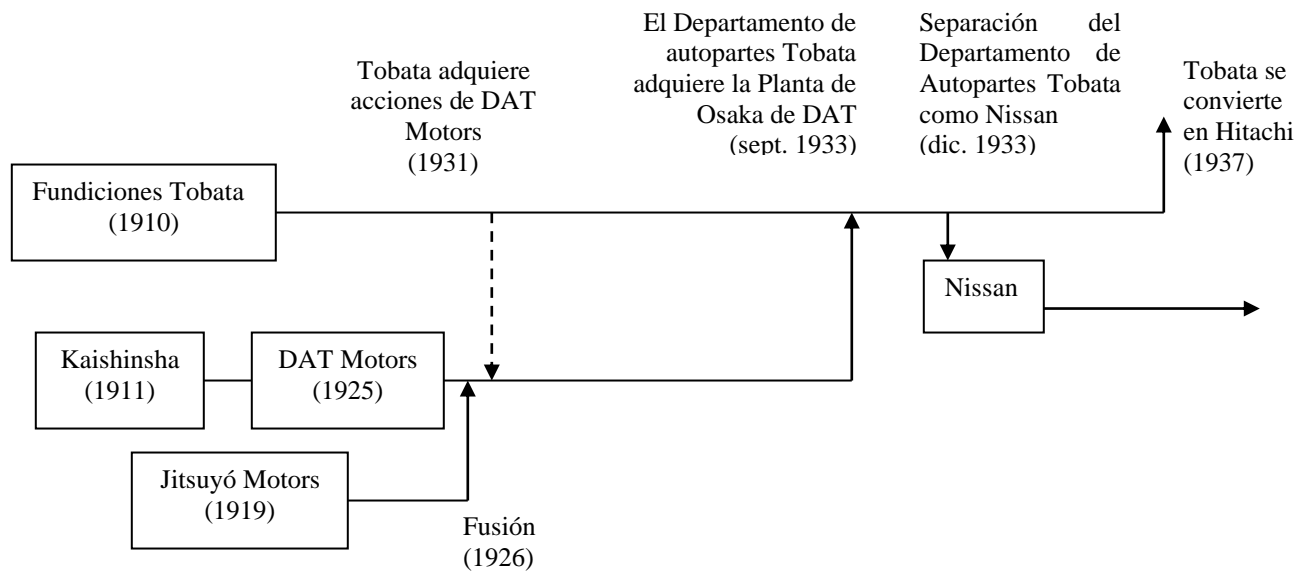 Tobata adquiere
acciones de DAT
Motors
(1931)
El Departamento de
autopartes Tobata
adquiere la Planta de
Osaka de DAT
(sept. 1933)
Separación del
Departamento de
Autopartes Tobata
como Nissan
(dic. 1933)
Tobata se
convierte
en Hitachi
(1937)
Fundiciones Tobata
(1910)
Nissan
Kaishinsha
(1911)
DAT Motors
(1925)
Jitsuyó Motors
(1919)
Fusión
(1926)